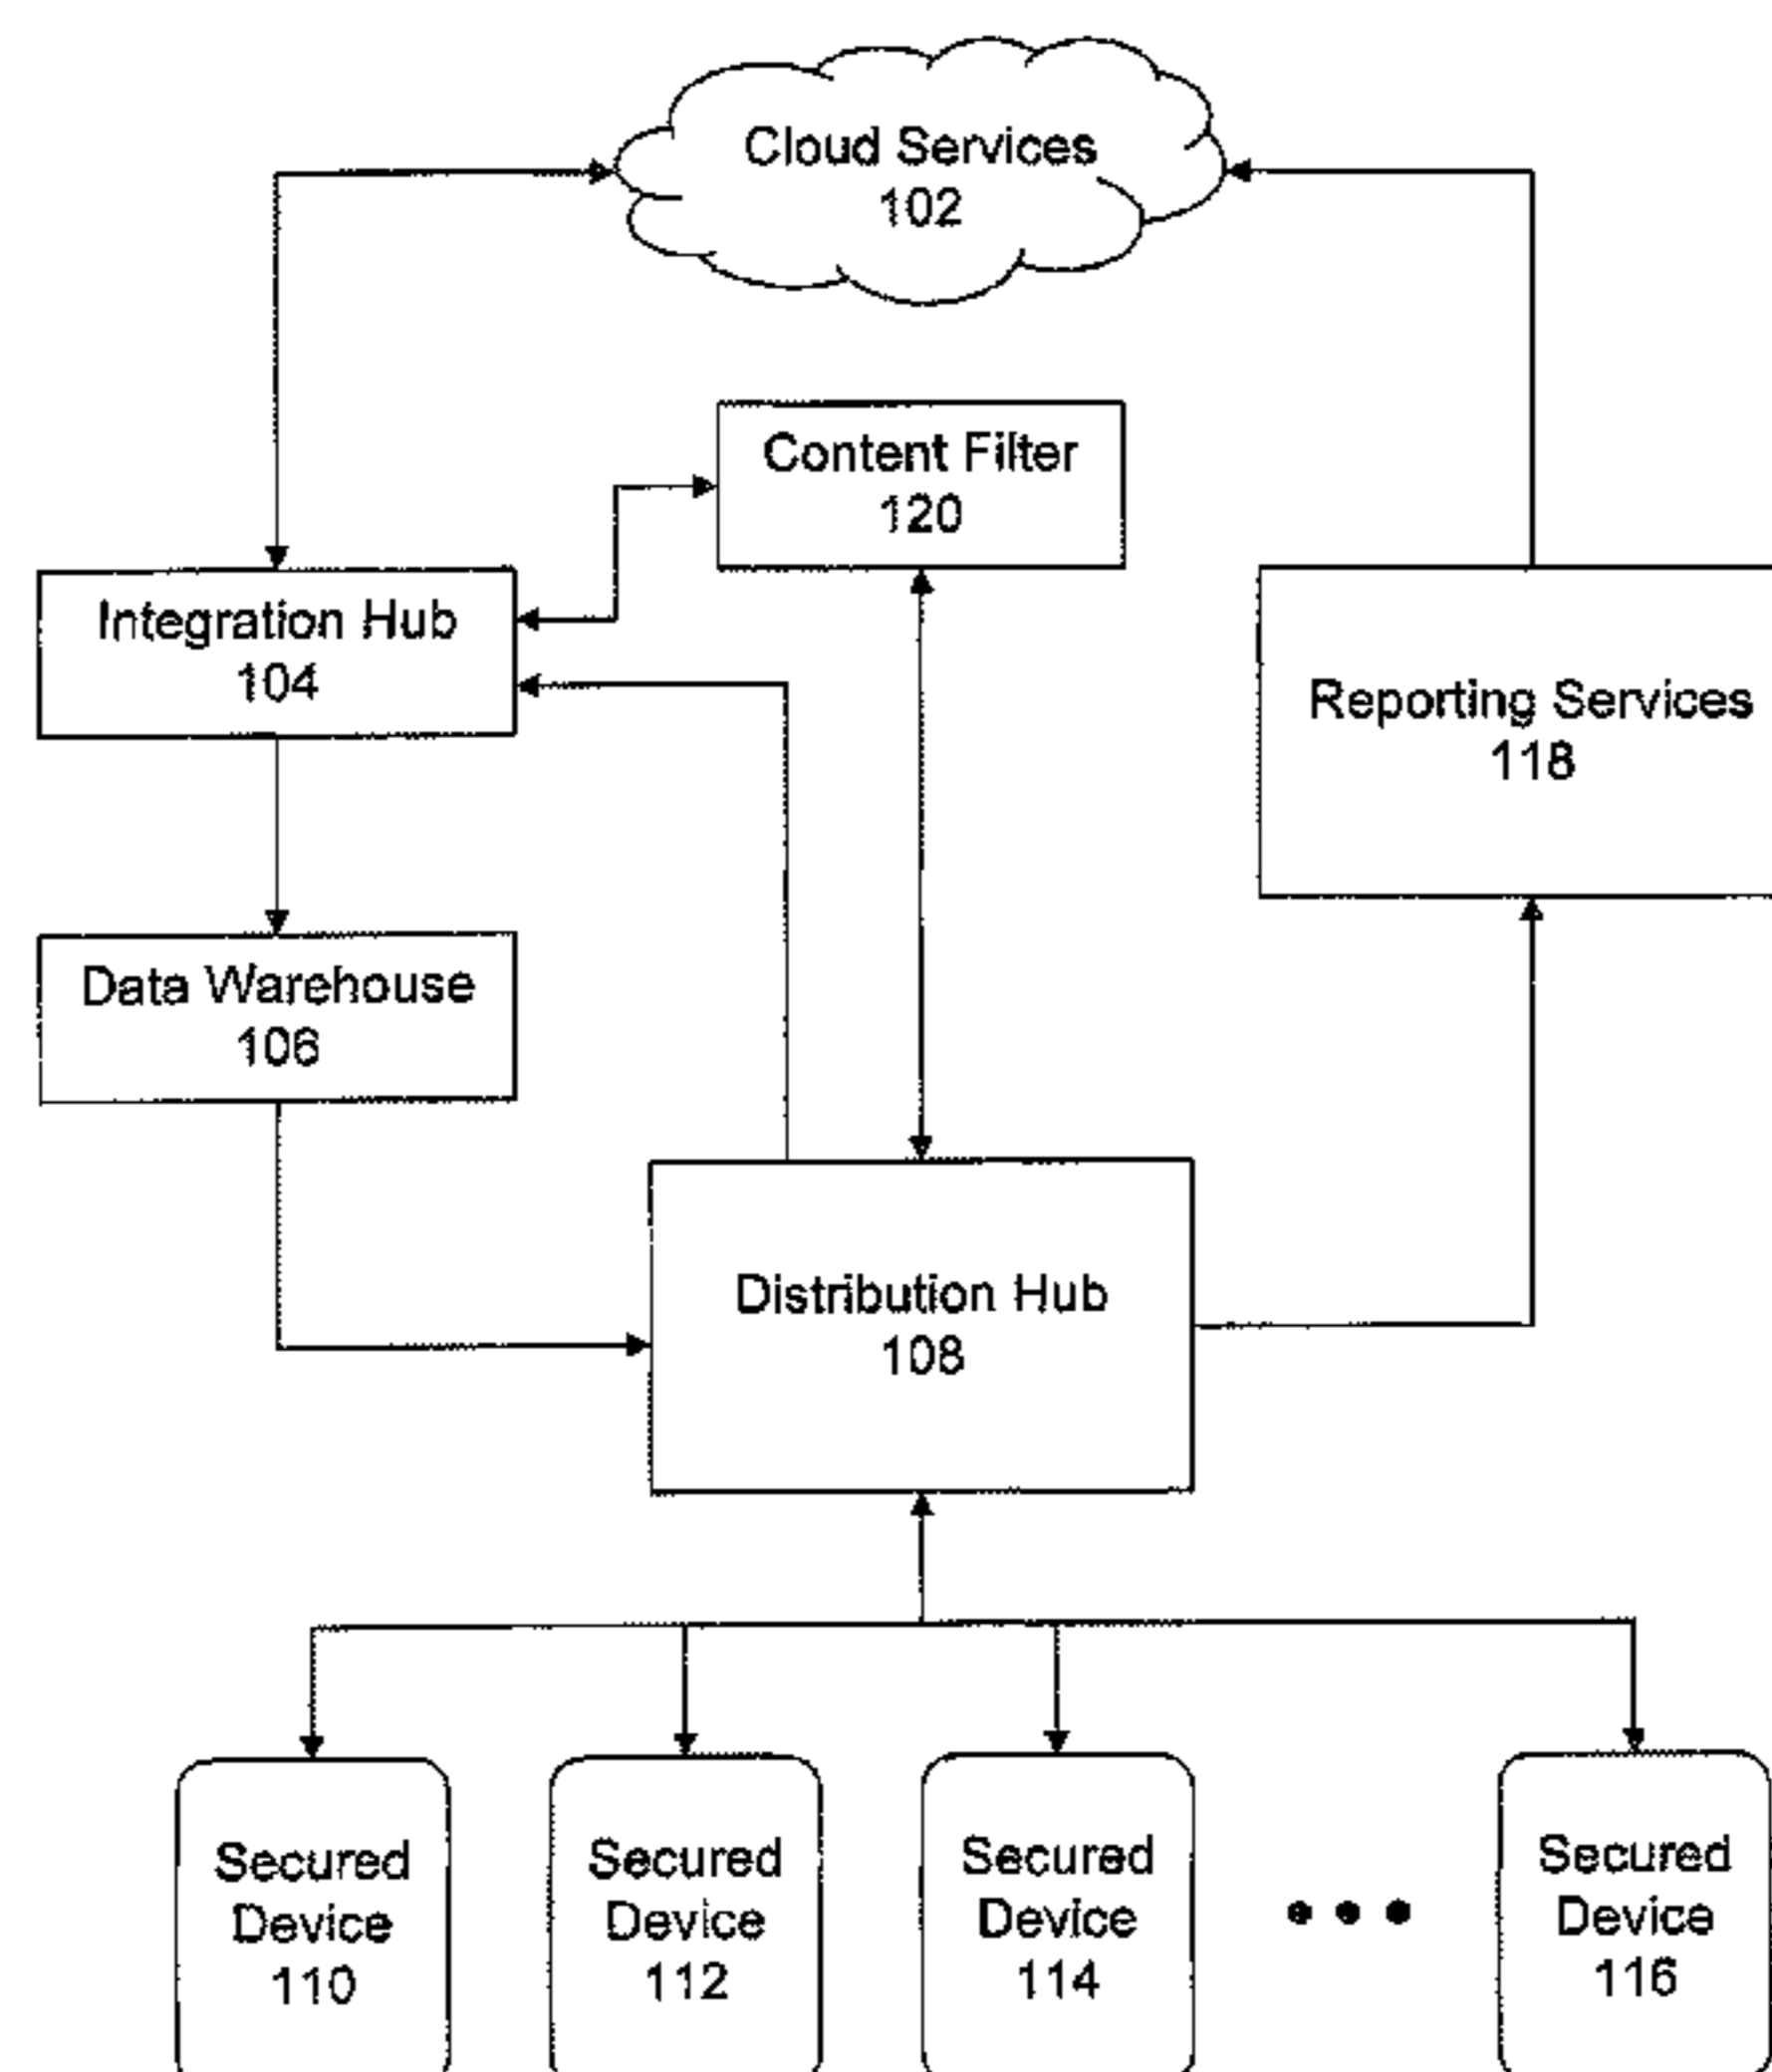 Cloud Services
102
Content Filter
120
Integration Hub
104
Reporting Services
118
Data Warehouse
106
Distribution Hub
108
Secured
Device
110
Secured
Device
112
Secured
Device
114
Secured
Device
116